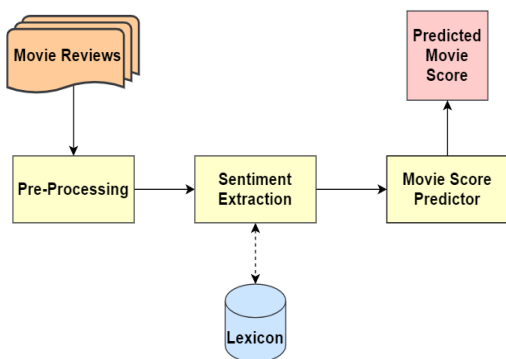 Movie Reviews
Predicted
Movie
Score
Pre-Processing
Sentiment
Extraction
Movie Score
Predictor
Lexicon